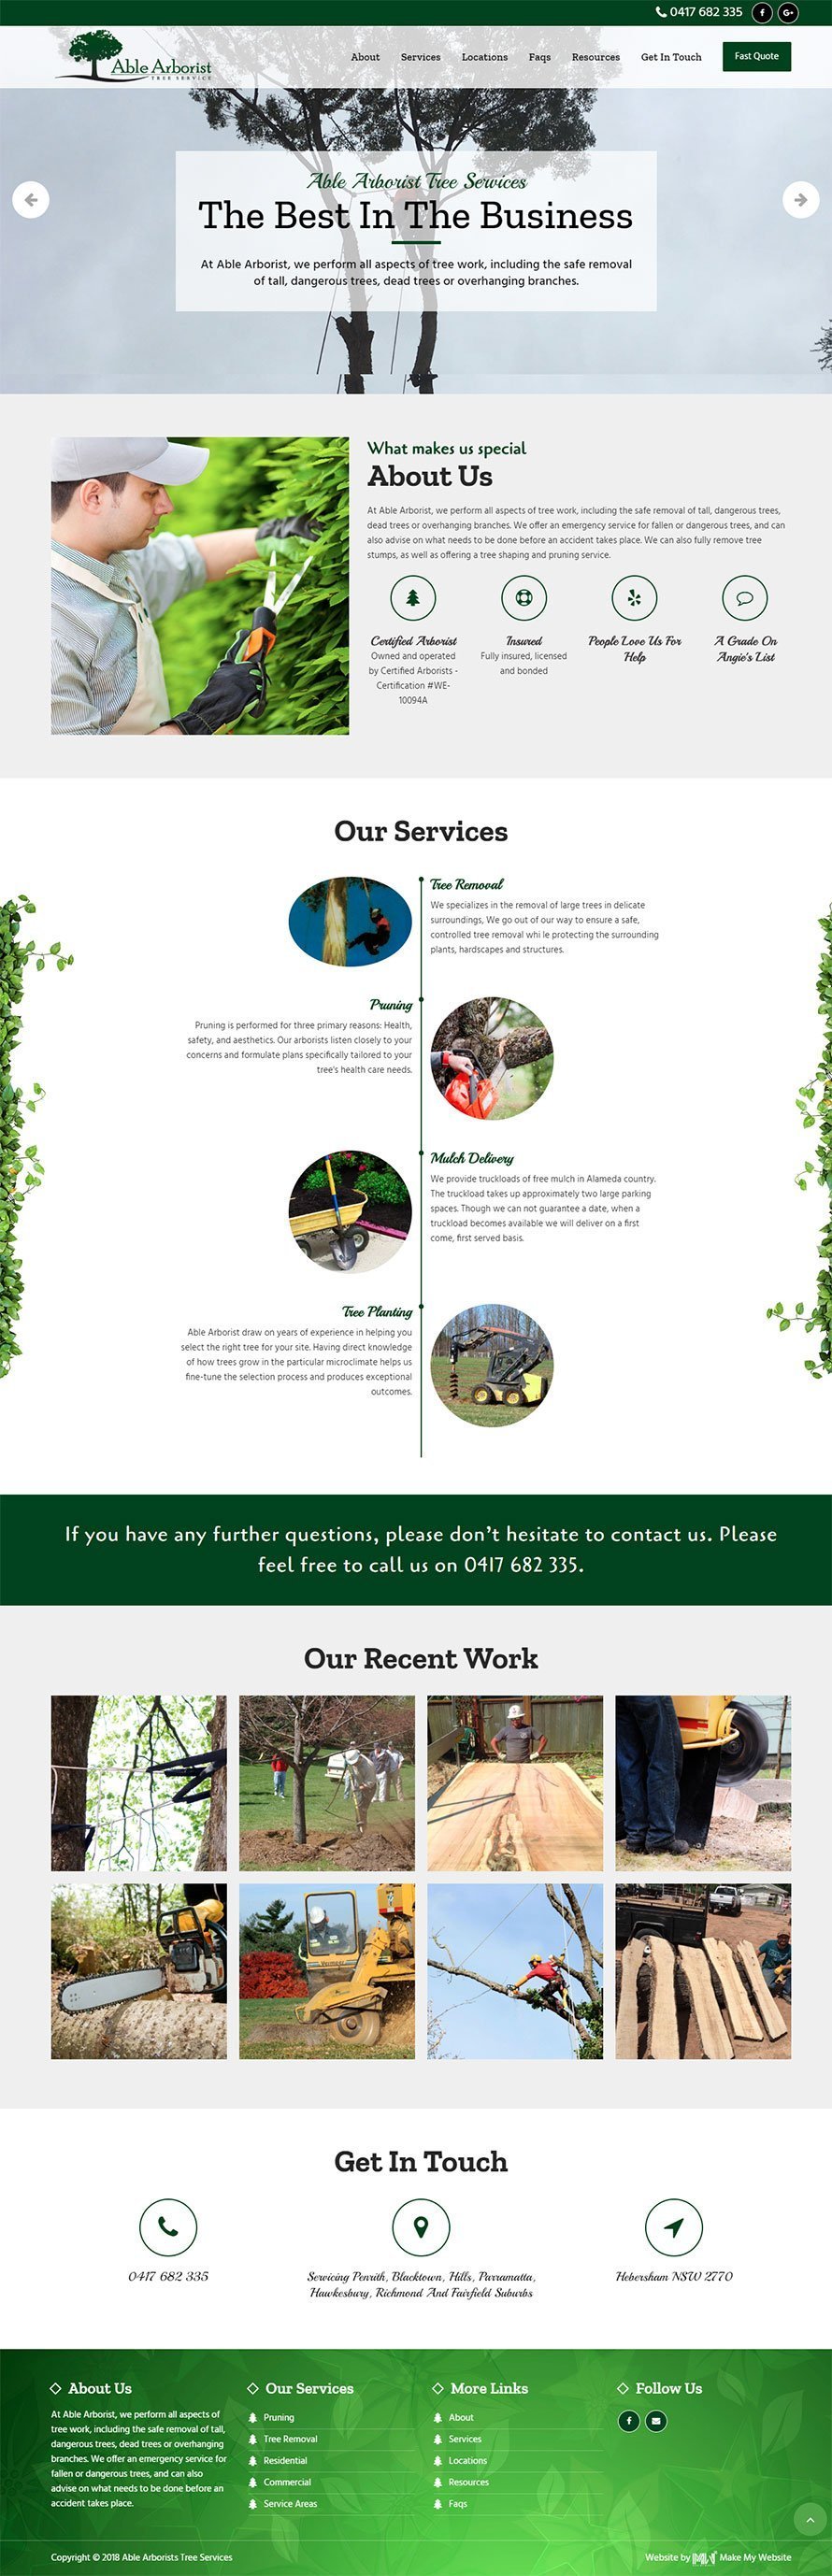 0417 682 335
Able Arborist
TREE SERVICE
About Services Locations Faqs Resources Get In Touch Fast Quote
Able Arborist Tree Services
The Best In The Business
At Able Arborist, we perform all aspects of tree work, including the safe removal
of tall, dangerous trees, dead trees or overhanging branches.
What makes us special
About Us
At Able Arborist, we perform all aspects of tree work, including the safe removal of tall, dangerous trees,
dead trees or overhanging branches. We offer an emergency service for fallen or dangerous trees, and can
also advise on what needs to be done before an accident takes place. We can also fully remove tree
stumps, as well as offering a tree shaping and pruning service.
Certified Arborist
Owned and operated
by Certified Arborists -
Certification #WE-
10094A
Insured
Fully insured, licensed
and bonded
People Love Us For
Help
A Grade On
Angie's List
Our Services
Tree Removal
We specializes in the removal of large trees in delicate
surroundings, We go out of our way to ensure a safe,
controlled tree removal whi le protecting the surrounding
plants, hardscapes and structures.
Pruning
Pruning is performed for three primary reasons: Health,
safety, and aesthetics. Our arborists listen closely to your
concerns and formulate plans specifically tailored to your
tree's health care needs.
Mulch Delivery
We provide truckloads of free mulch in Alameda country.
The truckload takes up approximately two large parking
spaces. Though we can not guarantee a date, when a
truckload becomes available we will deliver on a first
come, first served basis.
Tree Planting
Able Arborist draw on years of experience in helping you
select the right tree for your site. Having direct knowledge
of how trees grow in the particular microclimate helps us
fine-tune the selection process and produces exceptional
outcomes.
If you have any further questions, please don't hesitate to contact us. Please
feel free to call us on 0417 682 335.
Our Recent Work
Get In Touch
0417 682 335
Servicing Penrith, Blacktown, Hills, Parramatta,
Hawkesbury, Richmond And Fairfield Suburbs
Hebersham NSW 2770
About Us
At Able Arborist, we perform all aspects of
tree work, including the safe removal of tall,
dangerous trees, dead trees or overhanging
branches. We offer an emergency service for
fallen or dangerous trees, and can also
advise on what needs to be done before an
accident takes place.
Our Services
Pruning
Tree Removal
Residential
Commercial
Service Areas
More Links
About
Services
Locations
Resources
Faqs
Follow Us
Copyright © 2018 Able Arborists Tree Services
Website by Make My Website